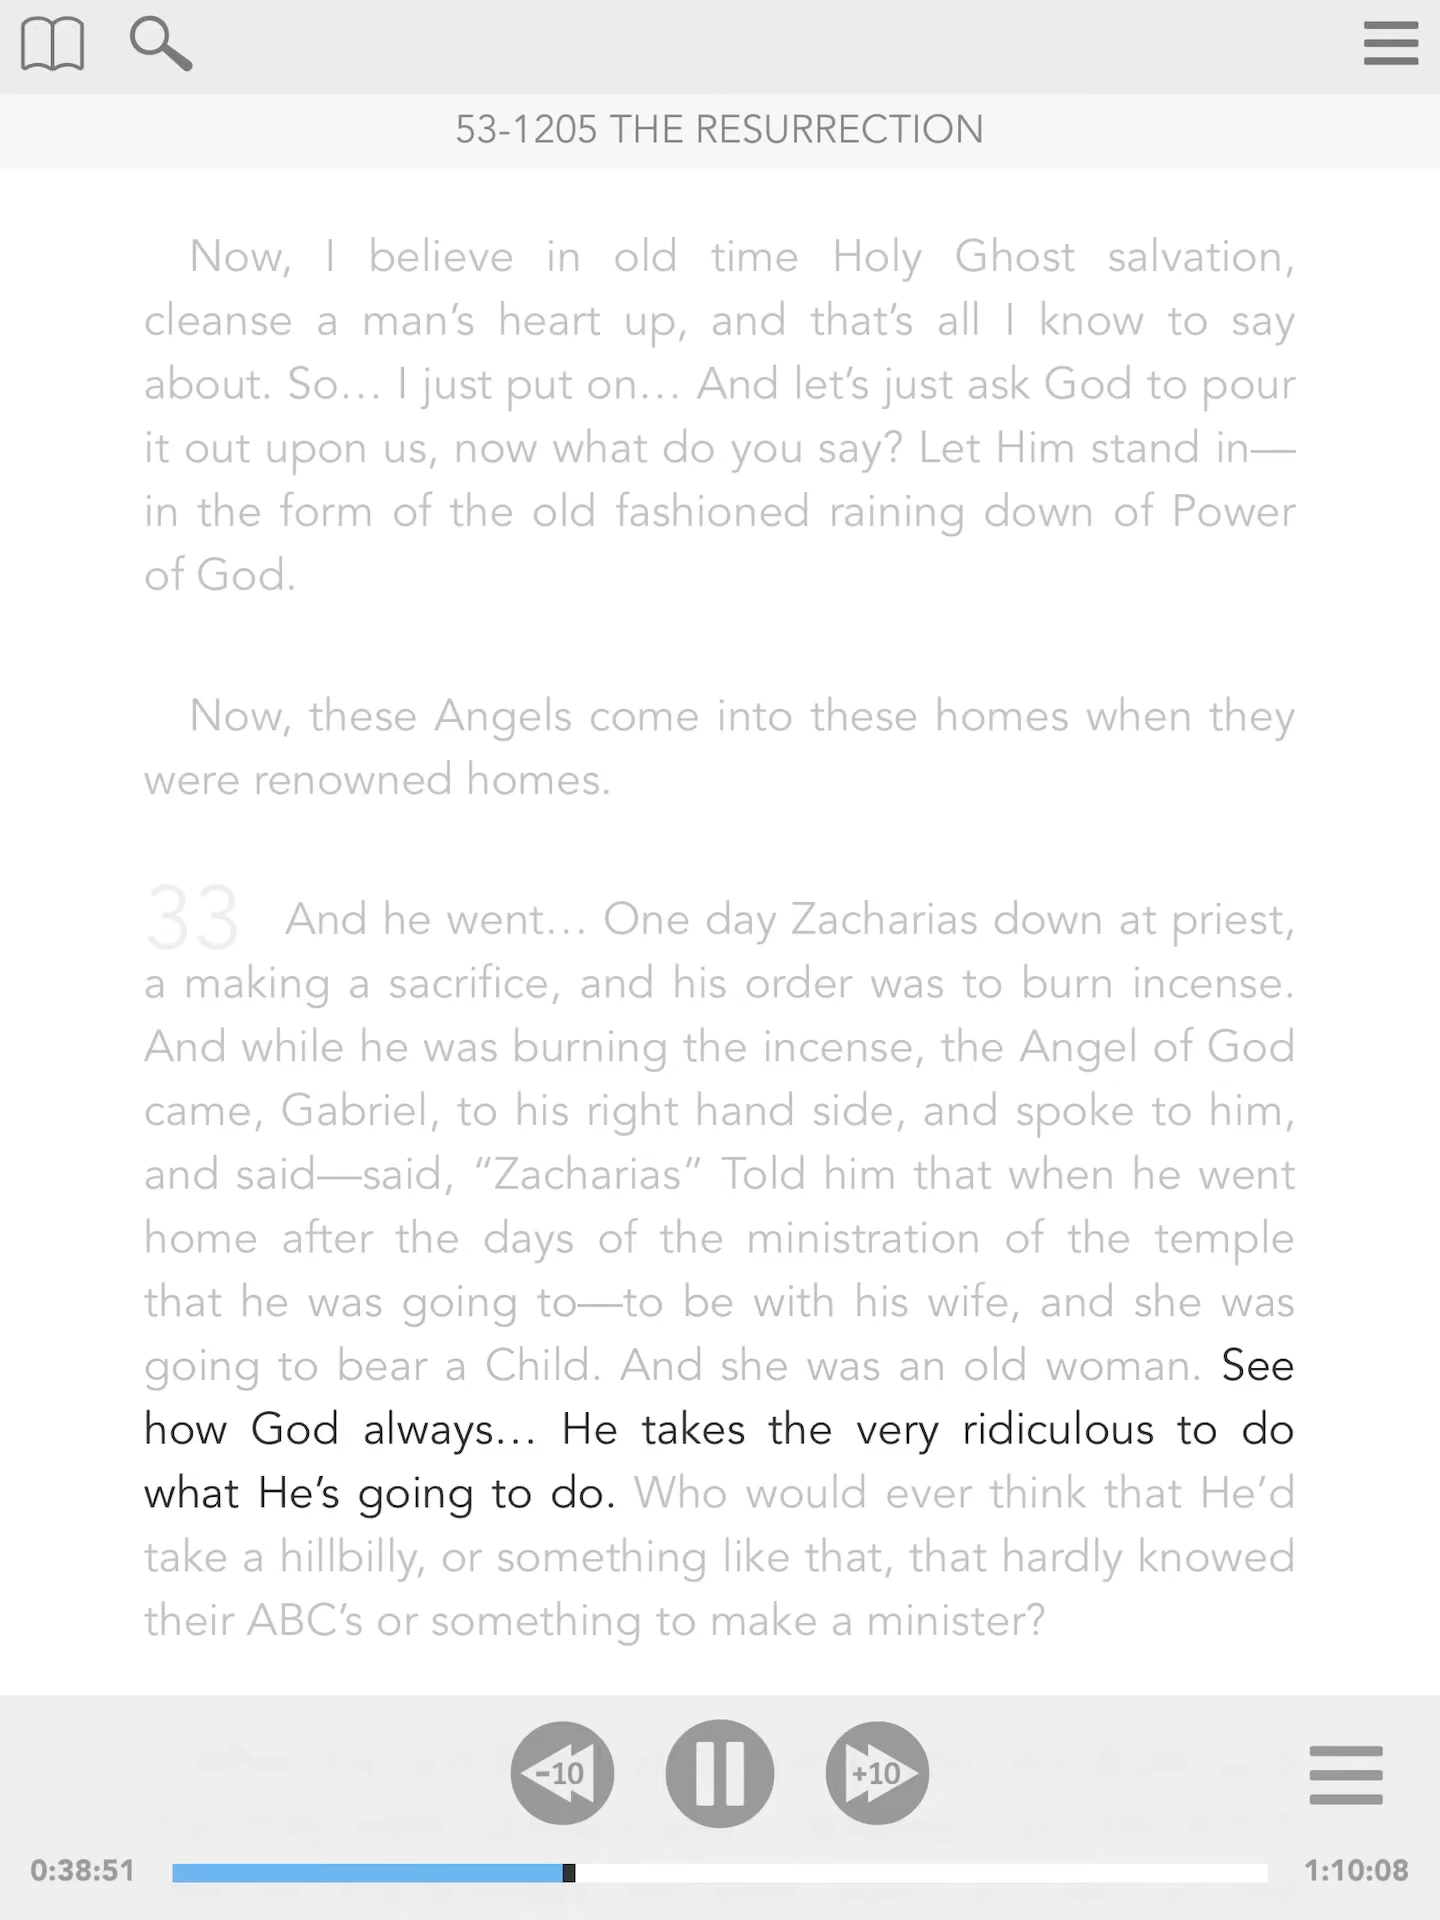 53-1205 THE RESURRECTION
Now, I believe in old time Holy Ghost salvation,
cleanse a man’s heart up, and that’s all I know to say
about. So… I just put on… And let’s just ask God to pour
it out upon us, now what do you say? Let Him stand in—
in the form of the old fashioned raining down of Power
of God.
Now, these Angels come into these homes when they
were renowned homes.
33 And he went… One day Zacharias down at priest,
a making a sacrifice, and his order was to burn incense.
And while he was burning the incense, the Angel of God
came, Gabriel, to his right hand side, and spoke to him,
and said—said, “Zacharias” Told him that when he went
home after the days of the ministration of the temple
that he was going to—to be with his wife, and she was
going to bear a Child. And she was an old woman. See
how God always… He takes the very ridiculous to do
what He’s going to do. Who would ever think that He’d
take a hillbilly, or something like that, that hardly knowed
their ABC’s or something to make a minister?
-10 +10
0:38:51 1:10:08